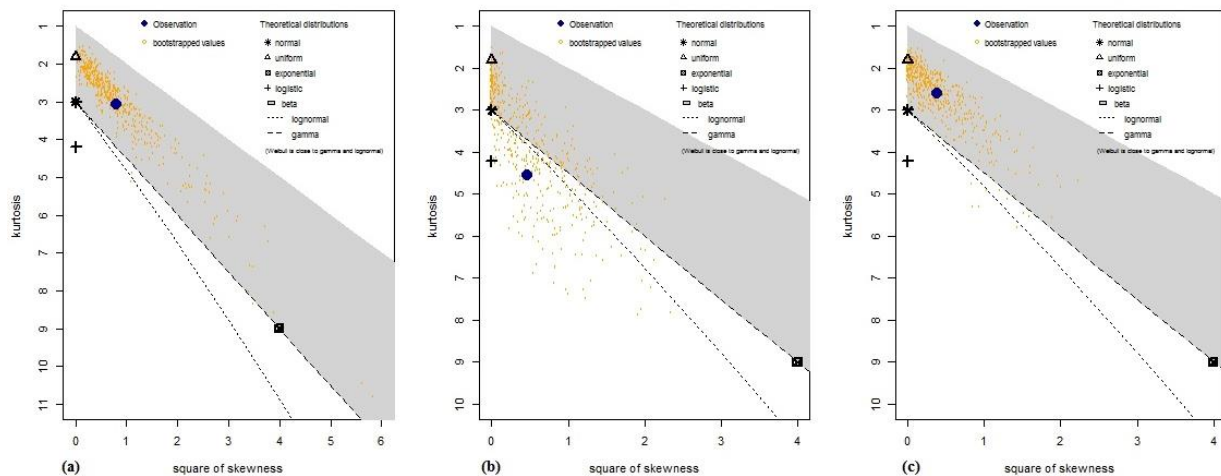 Observation
bootstrapped values
Theoretical distributions
normal
uniform
exponential
logistic
beta
lognormal
gamma
(Weibull is close to gamma and lognormal)
kurtosis
1
2
3
4
5
6
7
8
9
10
11
0 1 2 3 4 5 6
(a) square of skewness
Observation
bootstrapped values
Theoretical distributions
normal
uniform
exponential
logistic
beta
lognormal
gamma
(Weibull is close to gamma and lognormal)
kurtosis
1
2
3
4
5
6
7
8
9
10
0 1 2 3 4
(b) square of skewness
Observation
bootstrapped values
Theoretical distributions
normal
uniform
exponential
logistic
beta
lognormal
gamma
(Weibull is close to gamma and lognormal)
kurtosis
1
2
3
4
5
6
7
8
9
10
0 1 2 3 4
(c) square of skewness